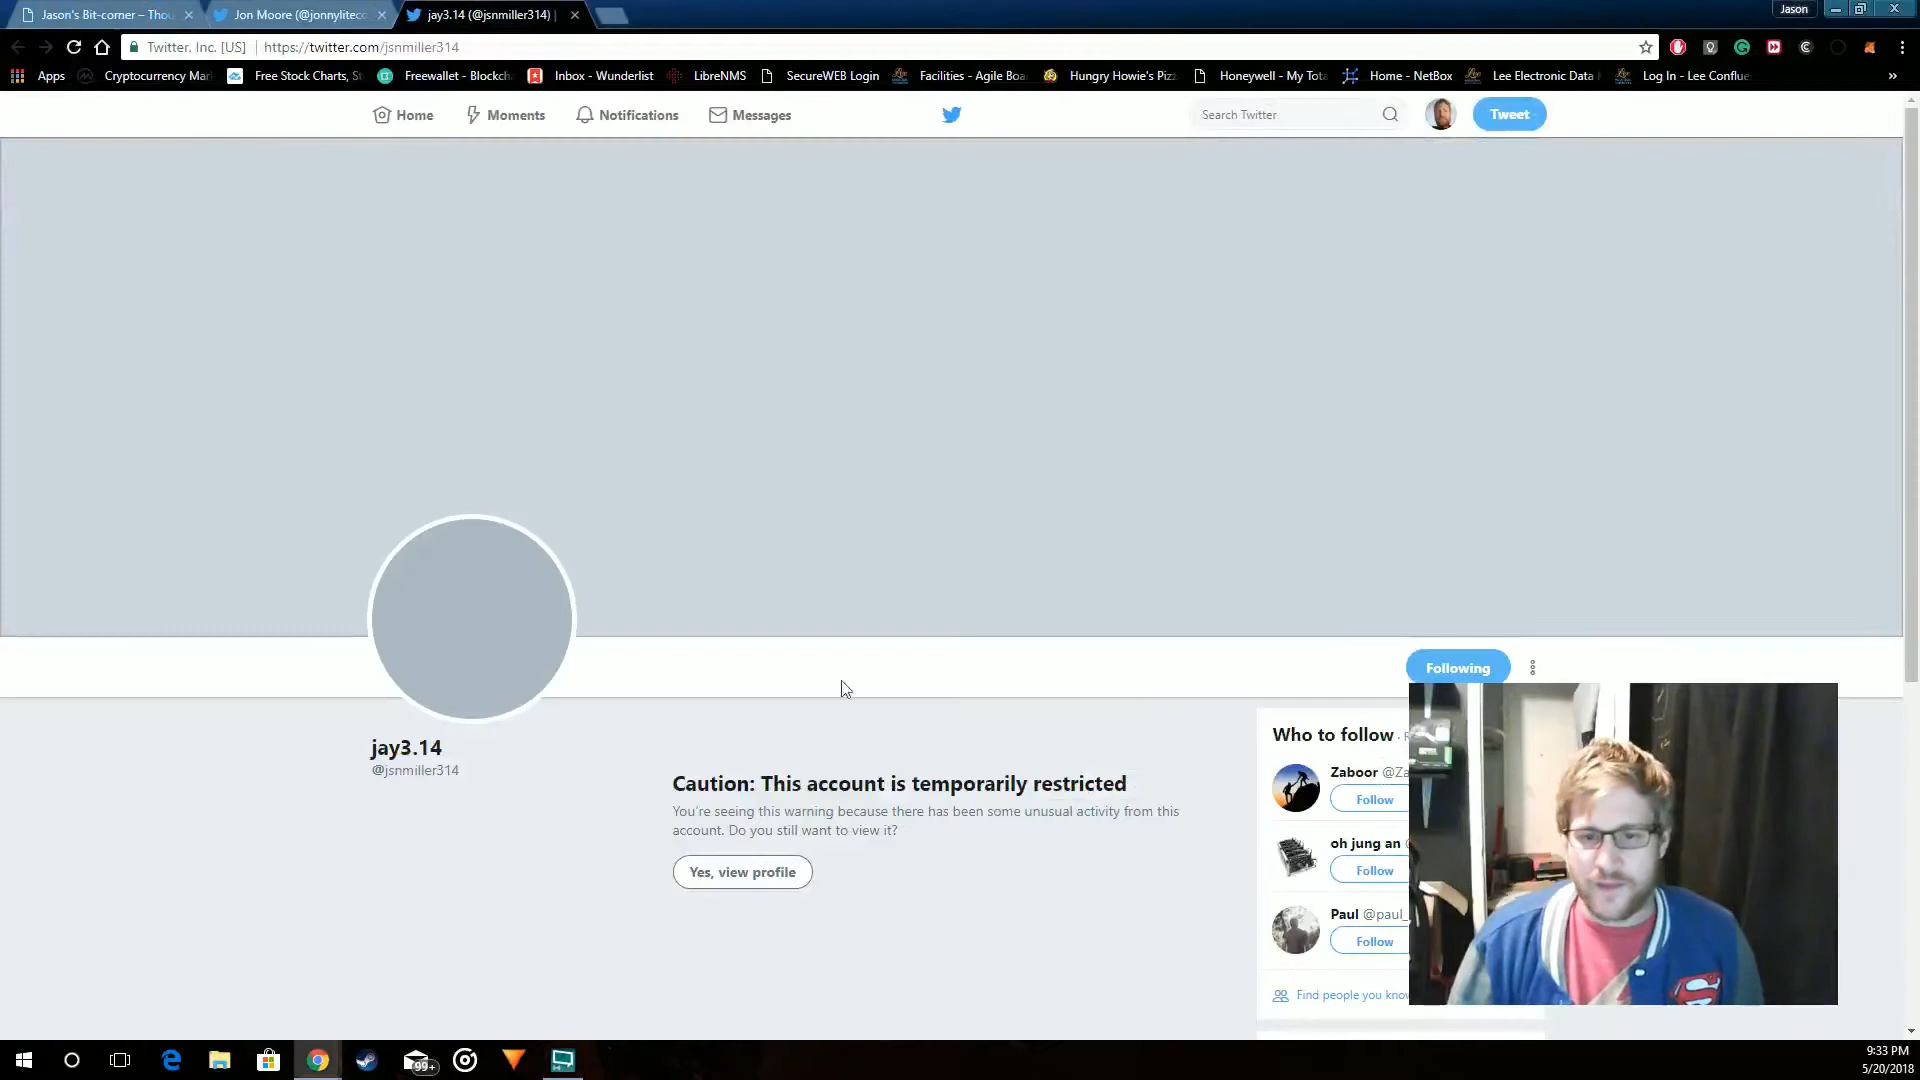 Jason's Bit-corner – Thou
Jon Moore (@jonnylitec
jay3.14 (@jsnmiller314) |
Jason
Twitter, Inc. [US]
https://twitter.com/jsnmiller314
Apps
Cryptocurrency Mar
Free Stock Charts, S
Freewallet - Blockch
Inbox - Wunderlist
LibreNMS
SecureWEB Login
Facilities - Agile Boa
Hungry Howie's Piz
Honeywell - My Tot
Home - NetBox
Lee Electronic Data
Log In - Lee Conflue
»
Home
Moments
Notifications
Messages
Search Twitter
Tweet
Following
jay3.14
@jsnmiller314
Caution: This account is temporarily restricted
You're seeing this warning because there has been some unusual activity from this
account. Do you still want to view it?
Yes, view profile
Who to follow · R
Zaboor @Za
Follow
oh jung an
Follow
Paul @paul_
Follow
Find people you know
99+
9:33 PM
5/20/2018